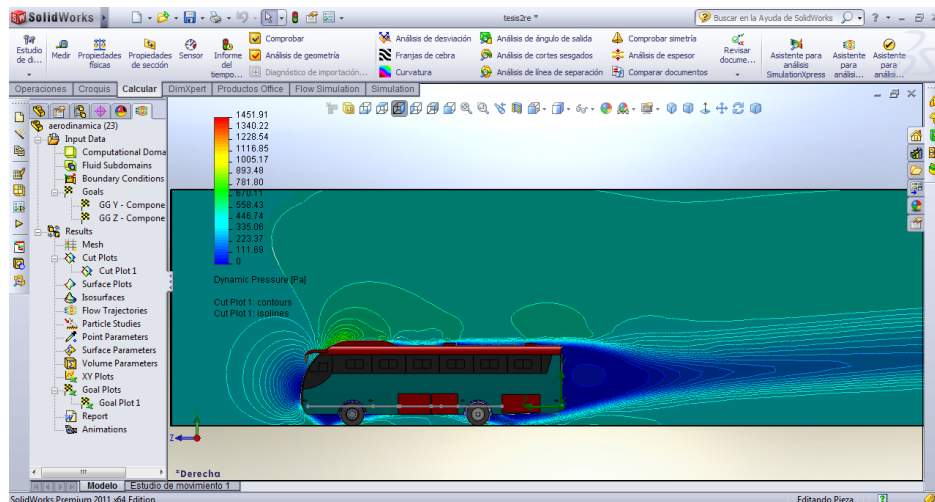 SolidWorks
tesis2re *
Buscar en la Ayuda de SolidWorks
Estudio de di...
Medir
Propiedades físicas
Propiedades de sección
Sensor
Informe del tiempo...
Comprobar
Análisis de geometría
Diagnóstico de importación...
Análisis de desviación
Franjas de cebra
Curvatura
Análisis de ángulo de salida
Análisis de cortes sesgados
Análisis de línea de separación
Comprobar simetría
Análisis de espesor
Comparar documentos
Revisar docume...
Asistente para análisis SimulationXpress
Asistente para análisi...
Asistente para análisi...
Operaciones
Croquis
Calcular
DimXpert
Productos Office
Flow Simulation
Simulation
aerodinamica (23)
Input Data
Computational Doma
Fluid Subdomains
Boundary Conditions
Goals
GG Y - Compone
GG Z - Compone
Results
Mesh
Cut Plots
Cut Plot 1
Surface Plots
Isosurfaces
Flow Trajectories
Particle Studies
Point Parameters
Surface Parameters
Volume Parameters
XY Plots
Goal Plots
Goal Plot 1
Report
Animations
1451.91
1340.22
1228.54
1116.85
1005.17
893.48
781.80
670.11
558.43
446.74
335.06
223.37
111.69
0
Dynamic Pressure [Pa]
Cut Plot 1: contours
Cut Plot 1: isolines
Z
*Derecha
Modelo
Estudio de movimiento 1
SolidWorks Premium 2011 x64 Edition
Editando Pieza